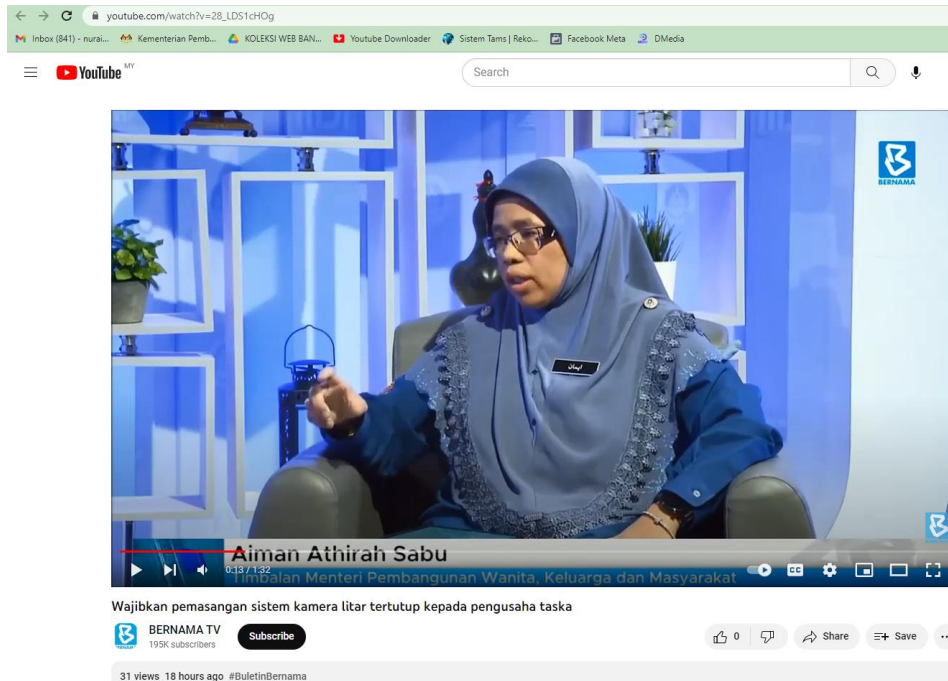 youtube.com/watch?v=28_LDS1cHOg
Inbox (841) - nurai... Kementerian Pemb... KOLEKSI WEB BAN... Youtube Downloader Sistem Tams | Reko... Facebook Meta DMedia
YouTube MY
Search
BERNAMA
ايمان
Aiman Athirah Sabu
0:13 / 1:32
Timbalan Menteri Pembangunan Wanita, Keluarga dan Masyarakat
CC
Wajibkan pemasangan sistem kamera litar tertutup kepada pengusaha taska
BERNAMA TV
195K subscribers
Subscribe
0
Share
Save
31 views 18 hours ago #BuletinBernama